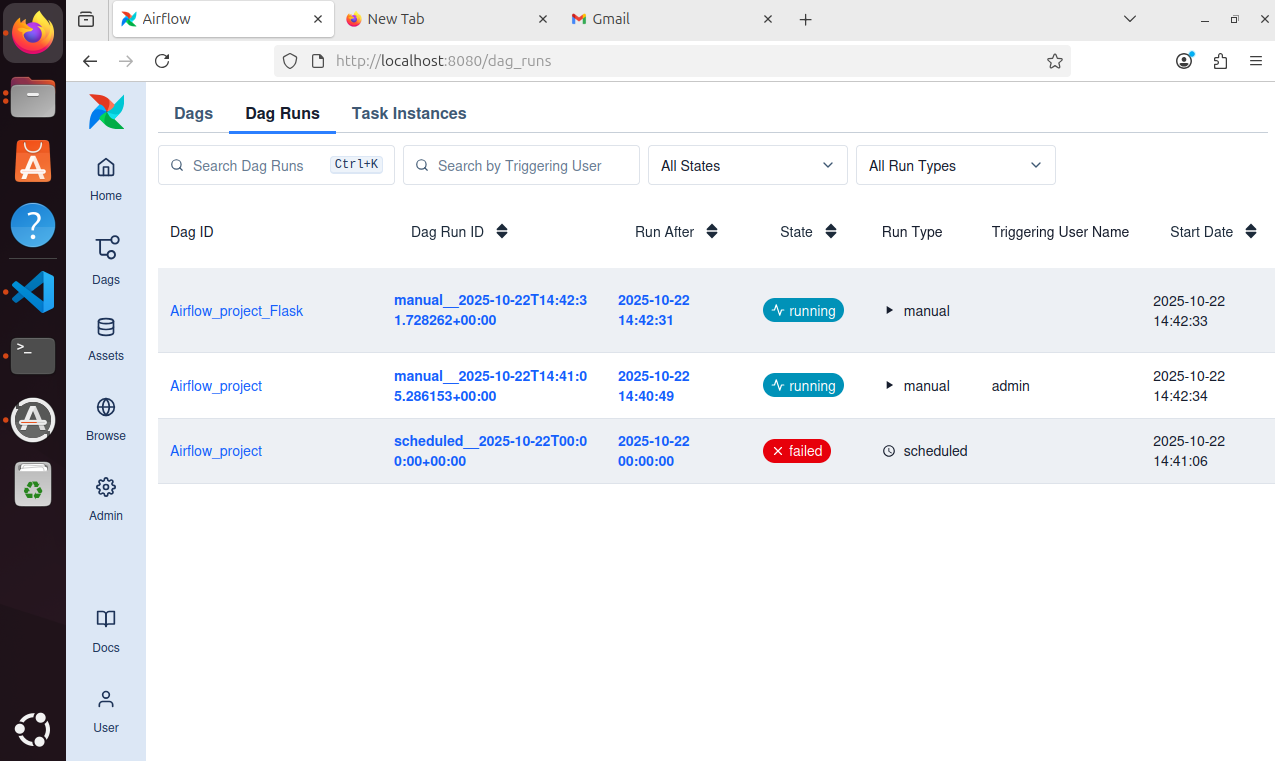 Airflow
New Tab
Gmail
http://localhost:8080/dag_runs
Dags
Dag Runs
Task Instances
Search Dag Runs
Ctrl+K
Search by Triggering User
All States
All Run Types
Home
Dags
Assets
Browse
Admin
Docs
User
Dag ID
Dag Run ID
Run After
State
Run Type
Triggering User Name
Start Date
Airflow_project_Flask
manual__2025-10-22T14:42:3
1.728262+00:00
2025-10-22
14:42:31
running
manual
2025-10-22
14:42:33
Airflow_project
manual__2025-10-22T14:41:0
5.286153+00:00
2025-10-22
14:40:49
running
manual
admin
2025-10-22
14:42:34
Airflow_project
scheduled__2025-10-22T00:0
0:00+00:00
2025-10-22
00:00:00
failed
scheduled
2025-10-22
14:41:06